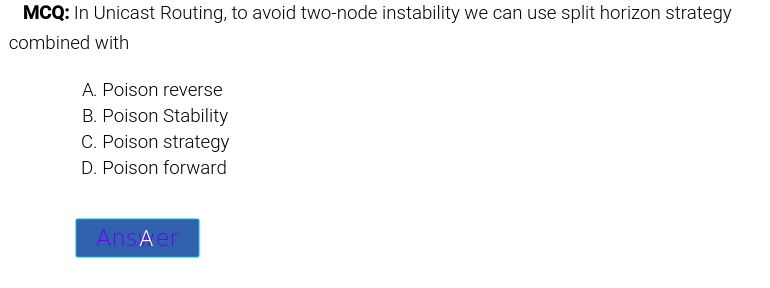 MCQ: In Unicast Routing, to avoid two-node instability we can use split horizon strategy
combined with
A. Poison reverse
B. Poison Stability
C. Poison strategy
D. Poison forward
Answer
A